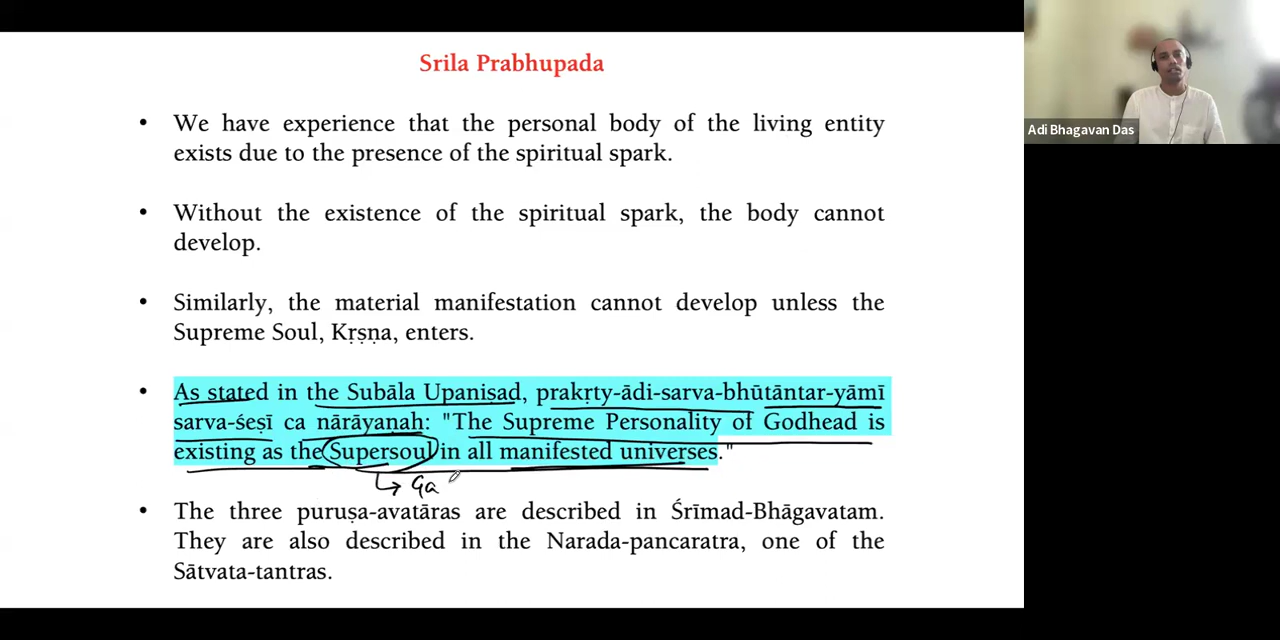 Srila Prabhupada
• We have experience that the personal body of the living entity
exists due to the presence of the spiritual spark.
• Without the existence of the spiritual spark, the body cannot
develop.
• Similarly, the material manifestation cannot develop unless the
Supreme Soul, Kṛṣṇa, enters.
• As stated in the Subāla Upaniṣad, prakṛty-ādi-sarva-bhūtāntar-yāmī
sarva-śeṣī ca nārāyaṇaḥ: "The Supreme Personality of Godhead is
existing as the Supersoul in all manifested universes."
Ga
• The three puruṣa-avatāras are described in Śrīmad-Bhāgavatam.
They are also described in the Narada-pancaratra, one of the
Sātvata-tantras.
Adi Bhagavan Das